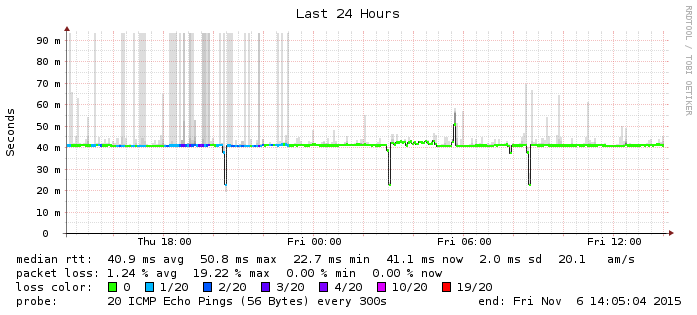 Last 24 Hours
RRDTOOL / TOBI OETIKER
Seconds
90 m
80 m
70 m
60 m
50 m
40 m
30 m
20 m
10 m
0
Thu 18:00 Fri 00:00 Fri 06:00 Fri 12:00
median rtt: 40.9 ms avg 50.8 ms max 22.7 ms min 41.1 ms now 2.0 ms sd 20.1 am/s
packet loss: 1.24 % avg 19.22 % max 0.00 % min 0.00 % now
loss color: 0 1/20 2/20 3/20 4/20 10/20 19/20
probe: 20 ICMP Echo Pings (56 Bytes) every 300s end: Fri Nov 6 14:05:04 2015